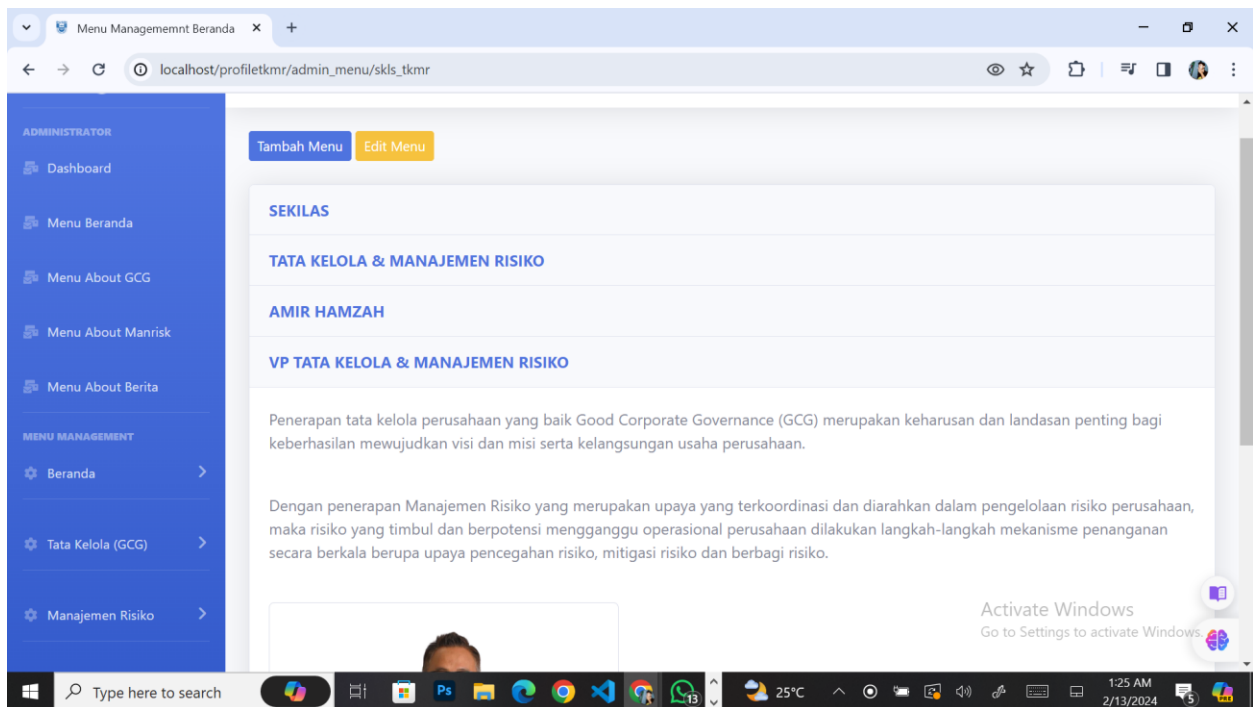 Menu Managememnt Beranda
localhost/profiletkmr/admin_menu/skls_tkmr
ADMINISTRATOR
Dashboard
Menu Beranda
Menu About GCG
Menu About Manrisk
Menu About Berita
MENU MANAGEMENT
Beranda
Tata Kelola (GCG)
Manajemen Risiko
Tambah Menu Edit Menu
SEKILAS
TATA KELOLA & MANAJEMEN RISIKO
AMIR HAMZAH
VP TATA KELOLA & MANAJEMEN RISIKO
Penerapan tata kelola perusahaan yang baik Good Corporate Governance (GCG) merupakan keharusan dan landasan penting bagi
keberhasilan mewujudkan visi dan misi serta kelangsungan usaha perusahaan.
Dengan penerapan Manajemen Risiko yang merupakan upaya yang terkoordinasi dan diarahkan dalam pengelolaan risiko perusahaan,
maka risiko yang timbul dan berpotensi mengganggu operasional perusahaan dilakukan langkah-langkah mekanisme penanganan
secara berkala berupa upaya pencegahan risiko, mitigasi risiko dan berbagi risiko.
Activate Windows
Go to Settings to activate Windows.
Type here to search
Ps
13
25°C
1:25 AM
2/13/2024
5
PRE